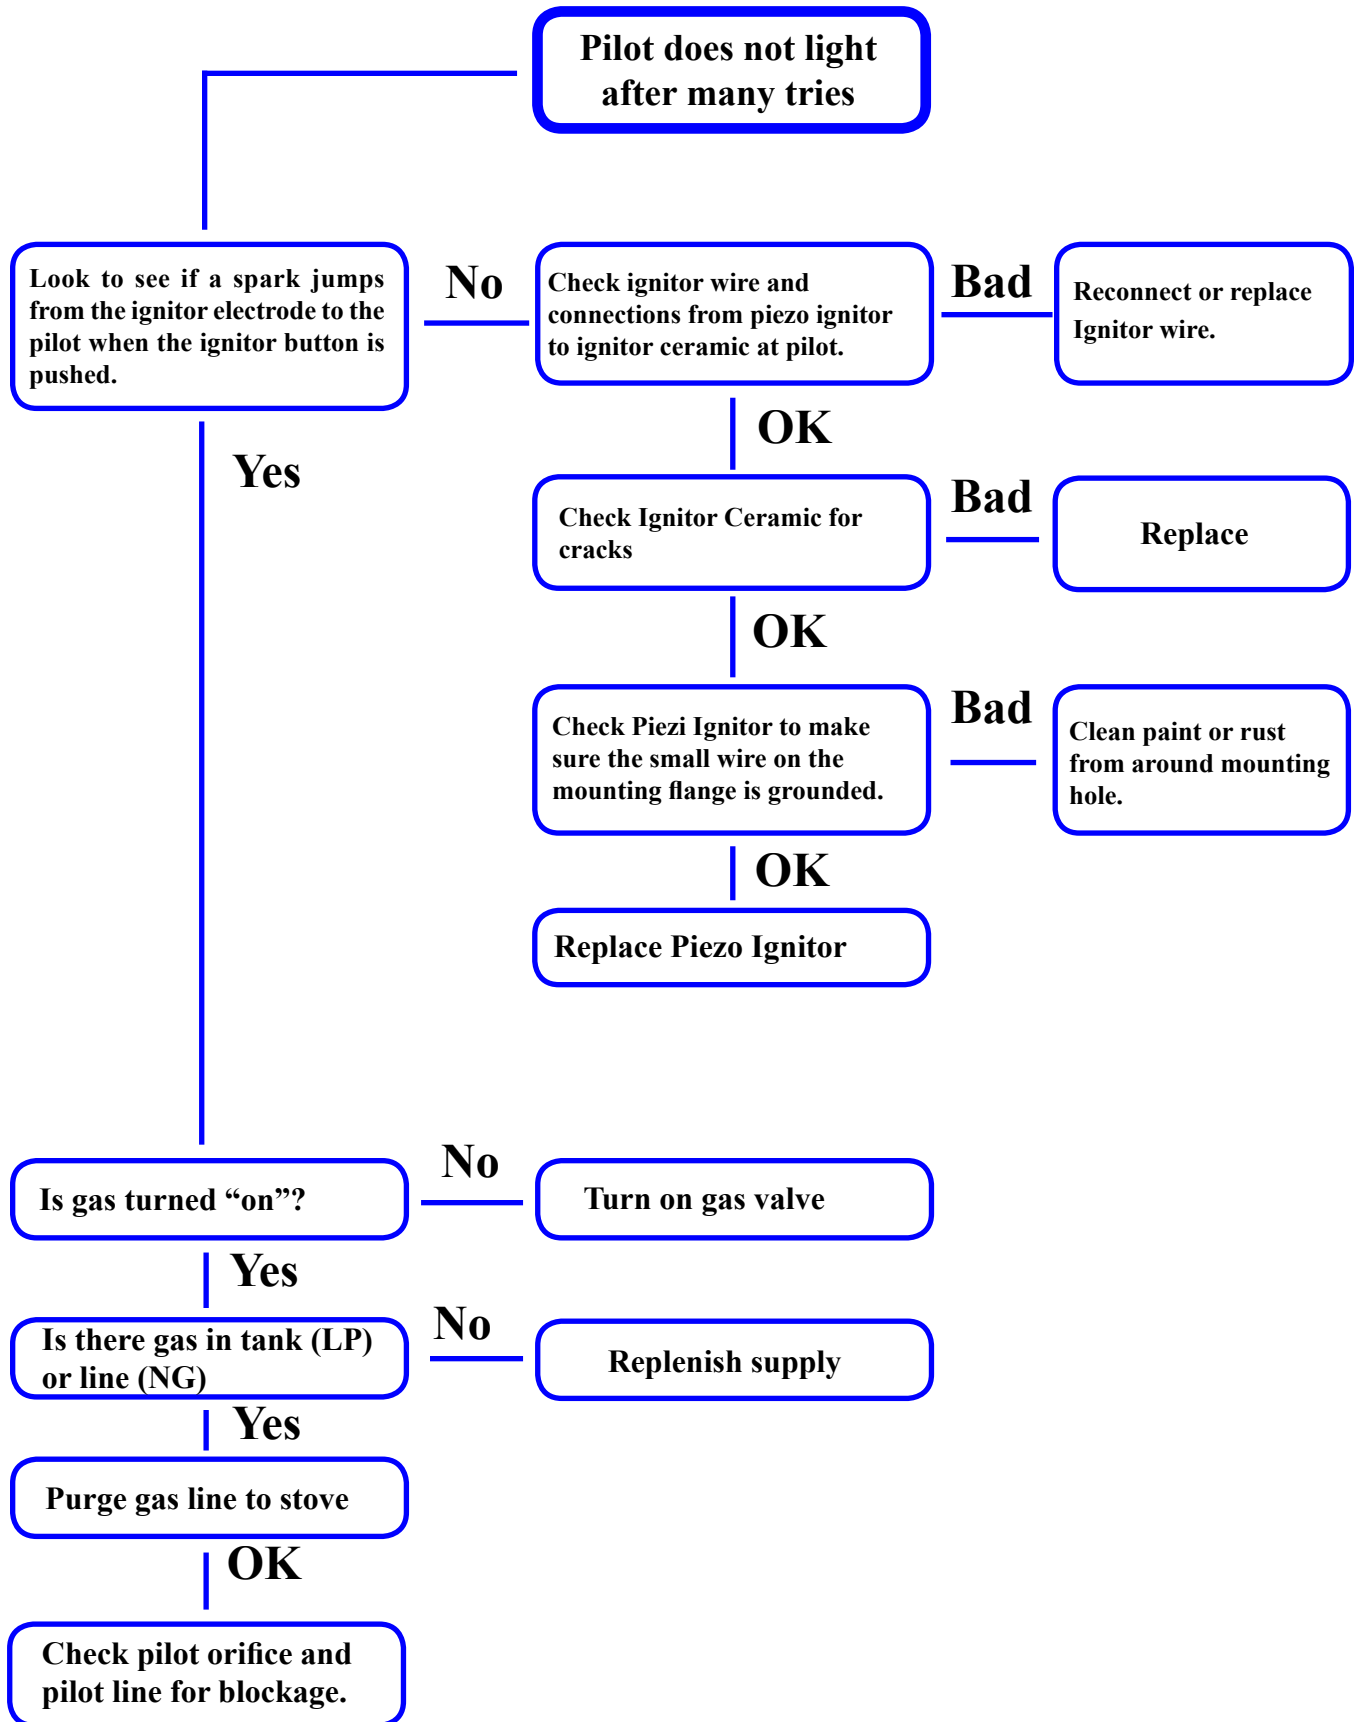 Pilot does not light
after many tries
Look to see if a spark jumps
from the ignitor electrode to the
pilot when the ignitor button is
pushed.
No
Check ignitor wire and
connections from piezo ignitor
to ignitor ceramic at pilot.
Bad
Reconnect or replace
Ignitor wire.
OK
Yes
Check Ignitor Ceramic for
cracks
Bad
Replace
OK
Check Piezi Ignitor to make
sure the small wire on the
mounting flange is grounded.
Bad
Clean paint or rust
from around mounting
hole.
OK
Replace Piezo Ignitor
Is gas turned “on”?
No
Turn on gas valve
Yes
Is there gas in tank (LP)
or line (NG)
No
Replenish supply
Yes
Purge gas line to stove
OK
Check pilot orifice and
pilot line for blockage.